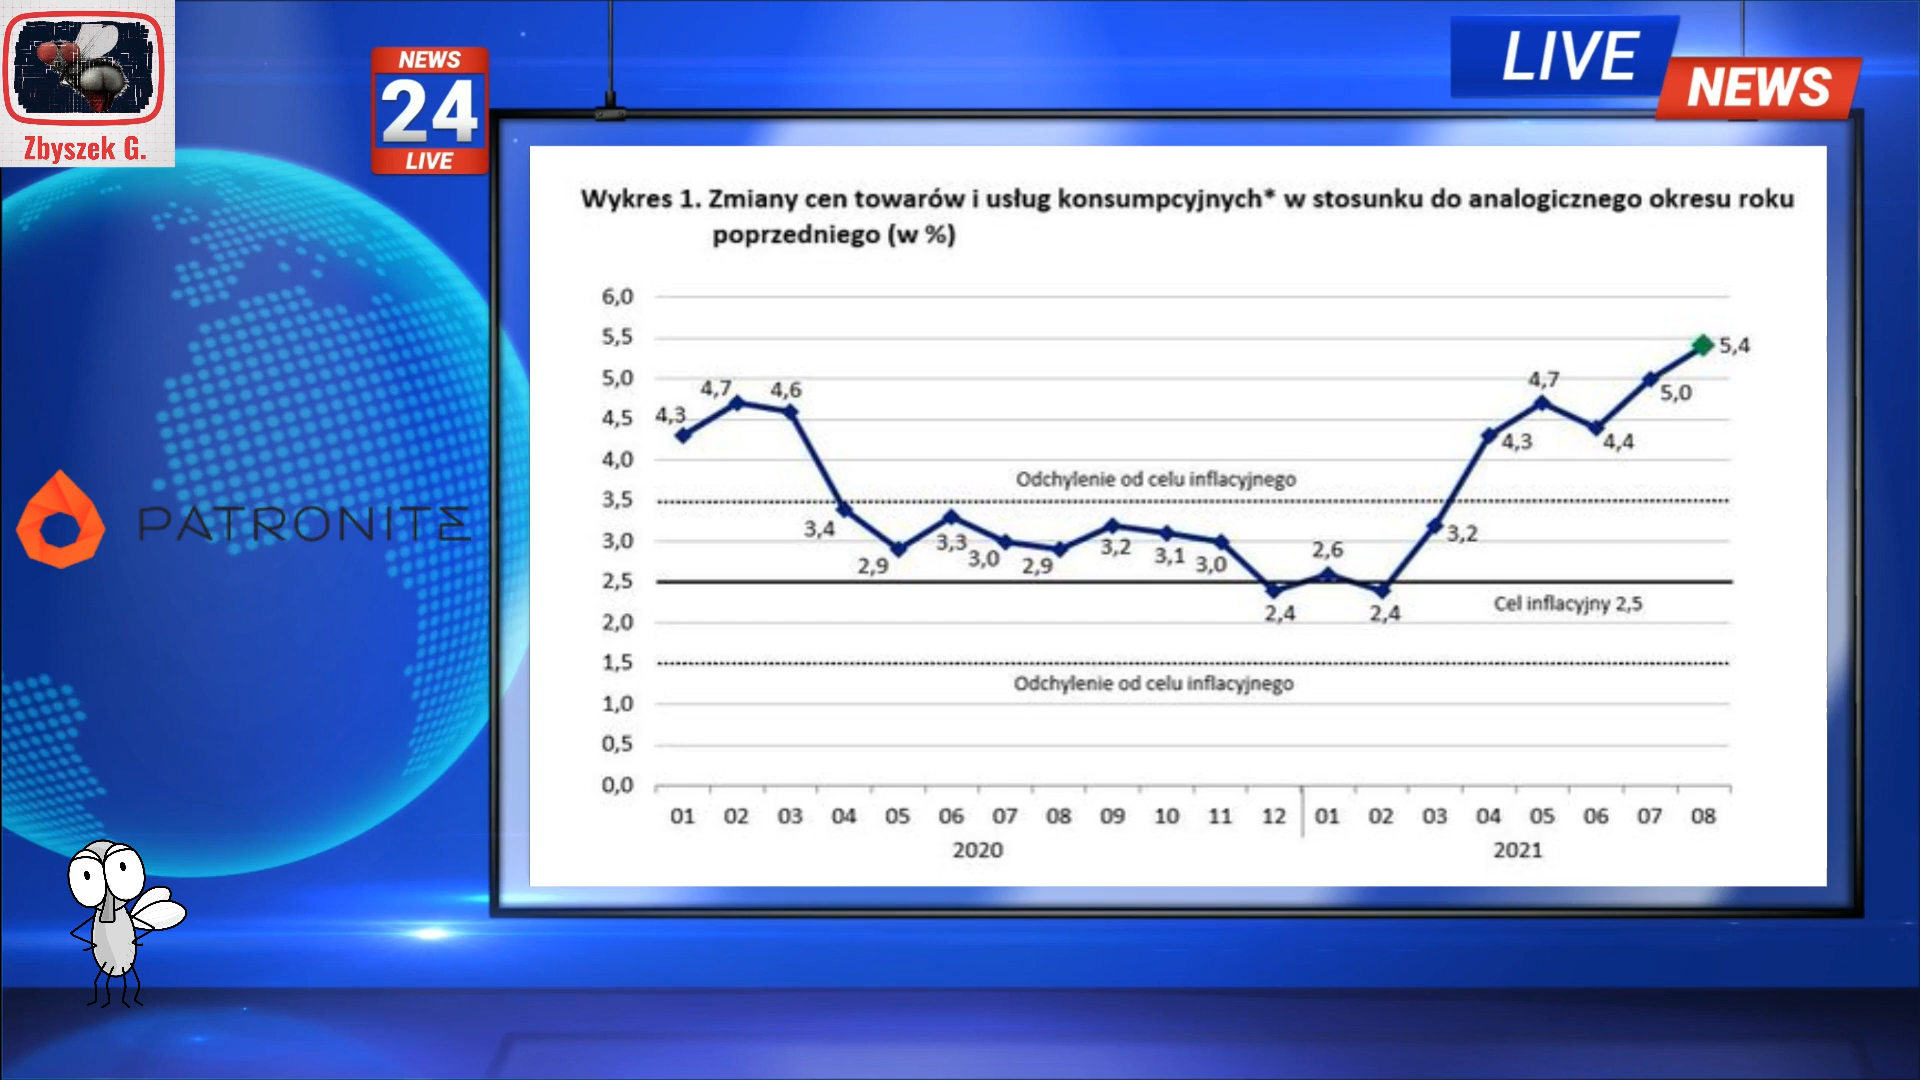 Zbyszek G.
NEWS
24
LIVE
LIVE
NEWS
PATRONITE
Wykres 1. Zmiany cen towarów i usług konsumpcyjnych* w stosunku do analogicznego okresu roku
poprzedniego (w %)
6,0
5,5
5,0
4,5
4,0
3,5
3,0
2,5
2,0
1,5
1,0
0,5
0,0
4,3
4,7
4,6
3,4
2,9
3,3
3,0
2,9
3,2
3,1
3,0
2,4
2,6
2,4
3,2
4,3
4,7
4,4
5,0
5,4
Odchylenie od celu inflacyjnego
Cel inflacyjny 2,5
Odchylenie od celu inflacyjnego
01 02 03 04 05 06 07 08 09 10 11 12 01 02 03 04 05 06 07 08
2020 2021